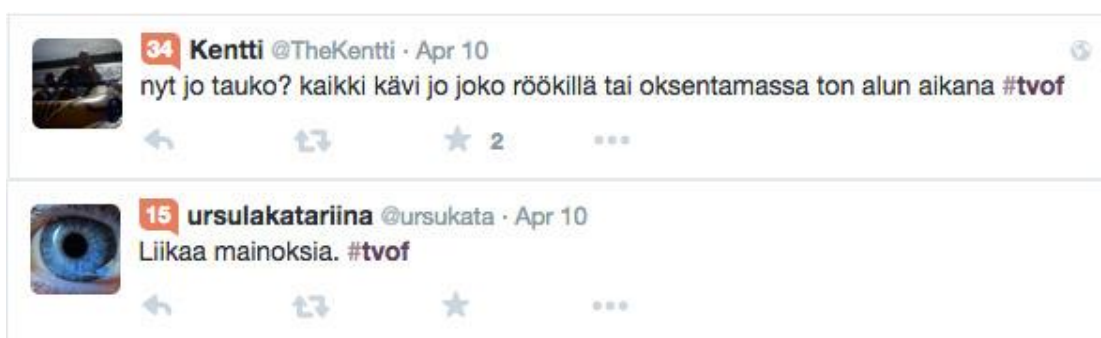 34 Kentti @TheKentti · Apr 10
nyt jo tauko? kaikki kävi jo joko röökillä tai oksentamassa ton alun aikana #tvof
2
15 ursulakatariina @ursukata · Apr 10
Liikaa mainoksia. #tvof